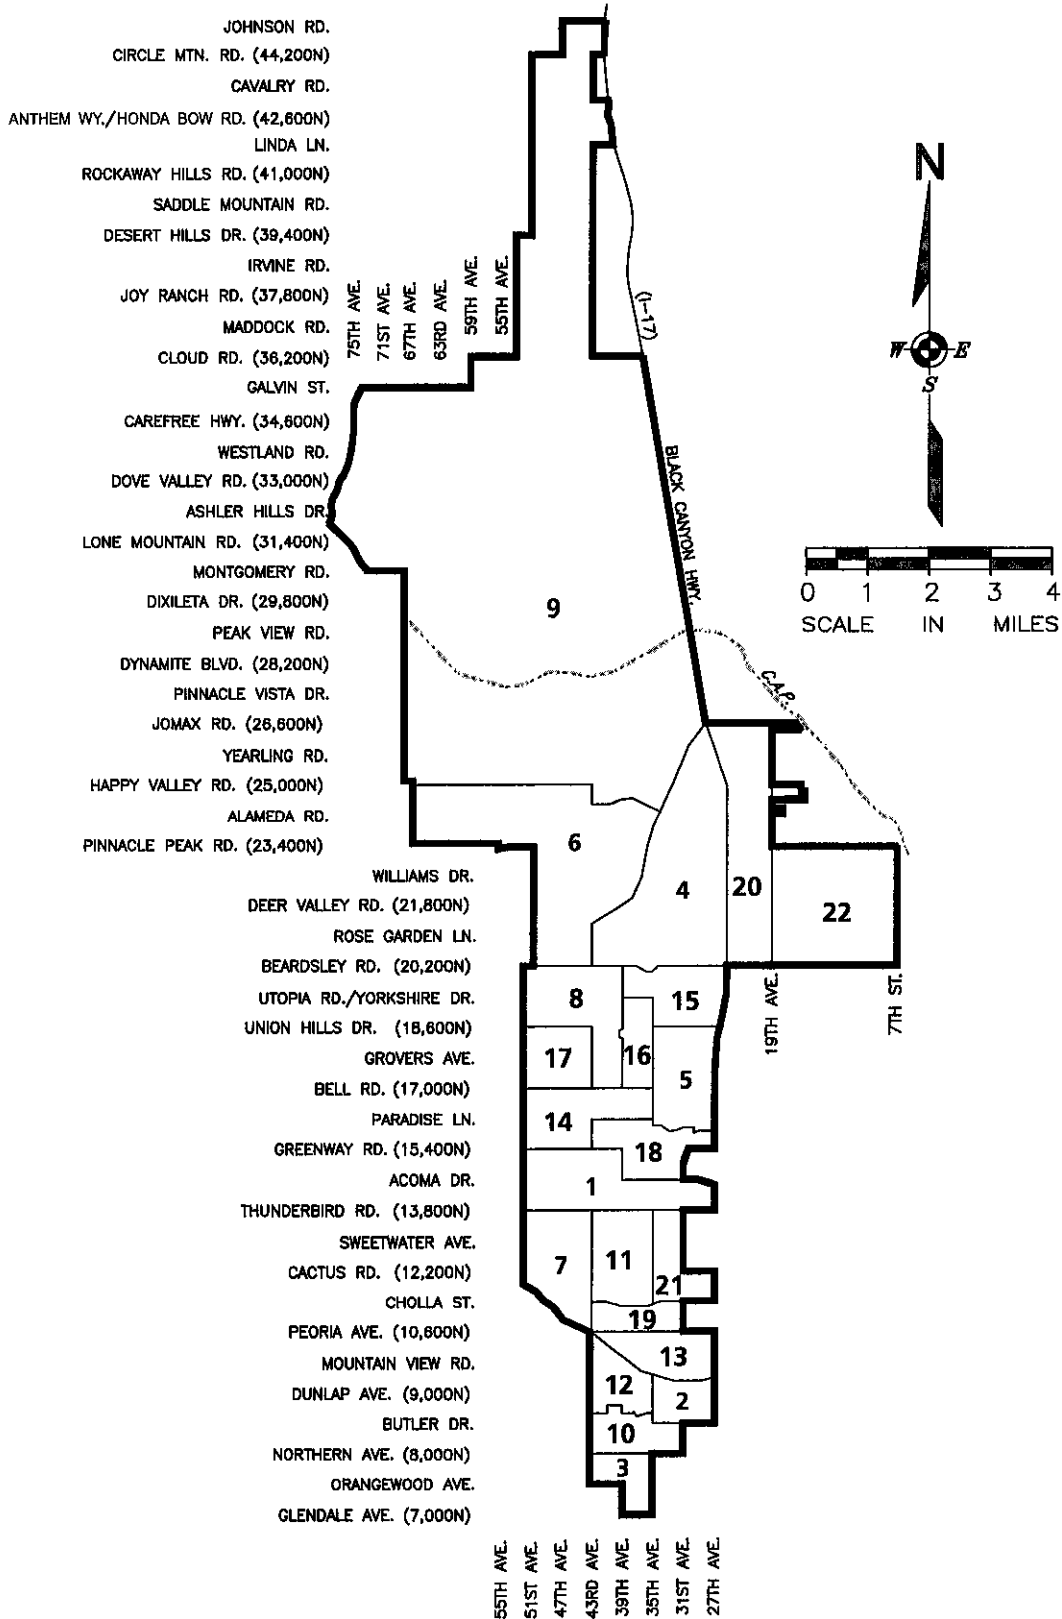 JOHNSON RD.
CIRCLE MTN. RD. (44,200N)
CAVALRY RD.
ANTHEM WY./HONDA BOW RD. (42,600N)
LINDA LN.
ROCKAWAY HILLS RD. (41,000N)
SADDLE MOUNTAIN RD.
DESERT HILLS DR. (39,400N)
IRVINE RD.
JOY RANCH RD. (37,800N)
MADDOCK RD.
CLOUD RD. (36,200N)
GALVIN ST.
CAREFREE HWY. (34,600N)
WESTLAND RD.
DOVE VALLEY RD. (33,000N)
ASHLER HILLS DR.
LONE MOUNTAIN RD. (31,400N)
MONTGOMERY RD.
DIXILETA DR. (29,800N)
PEAK VIEW RD.
DYNAMITE BLVD. (28,200N)
PINNACLE VISTA DR.
JOMAX RD. (26,600N)
YEARLING RD.
HAPPY VALLEY RD. (25,000N)
ALAMEDA RD.
PINNACLE PEAK RD. (23,400N)
WILLIAMS DR.
DEER VALLEY RD. (21,800N)
ROSE GARDEN LN.
BEARDSLEY RD. (20,200N)
UTOPIA RD./YORKSHIRE DR.
UNION HILLS DR. (18,600N)
GROVERS AVE.
BELL RD. (17,000N)
PARADISE LN.
GREENWAY RD. (15,400N)
ACOMA DR.
THUNDERBIRD RD. (13,800N)
SWEETWATER AVE.
CACTUS RD. (12,200N)
CHOLLA ST.
PEORIA AVE. (10,600N)
MOUNTAIN VIEW RD.
DUNLAP AVE. (9,000N)
BUTLER DR.
NORTHERN AVE. (8,000N)
ORANGEWOOD AVE.
GLENDALE AVE. (7,000N)
75TH AVE.
71ST AVE.
67TH AVE.
63RD AVE.
59TH AVE.
55TH AVE.
(I-17)
BLACK CANYON HWY.
C.A.P.
N
W
E
S
0 1 2 3 4
SCALE IN MILES
9
6
4
20
22
19TH AVE.
7TH ST.
8
15
17
16
5
14
18
1
7
11
21
19
13
12
2
10
3
55TH AVE.
51ST AVE.
47TH AVE.
43RD AVE.
39TH AVE.
35TH AVE.
31ST AVE.
27TH AVE.